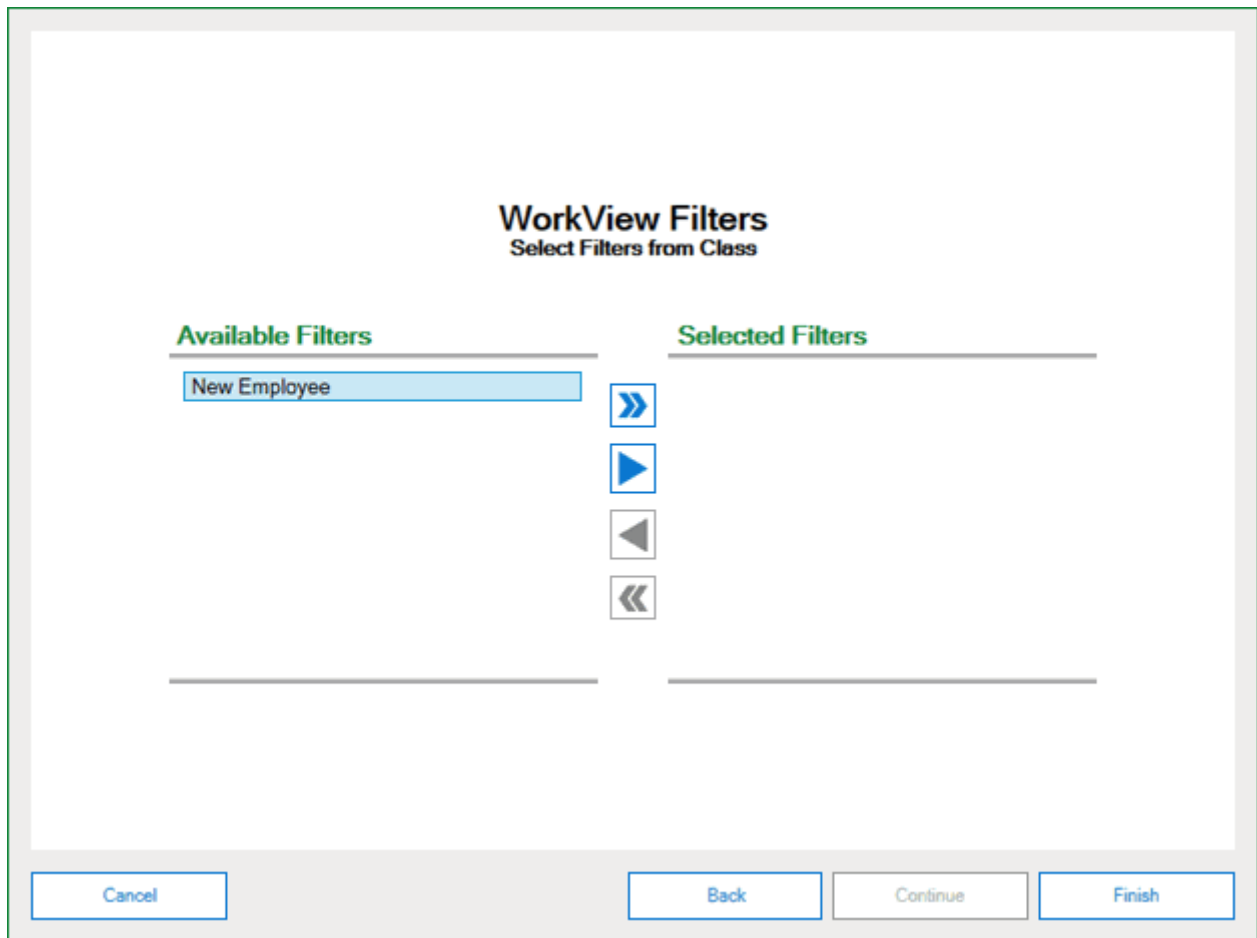 WorkView Filters
Select Filters from Class
Available Filters
Selected Filters
New Employee
Cancel
Back
Continue
Finish